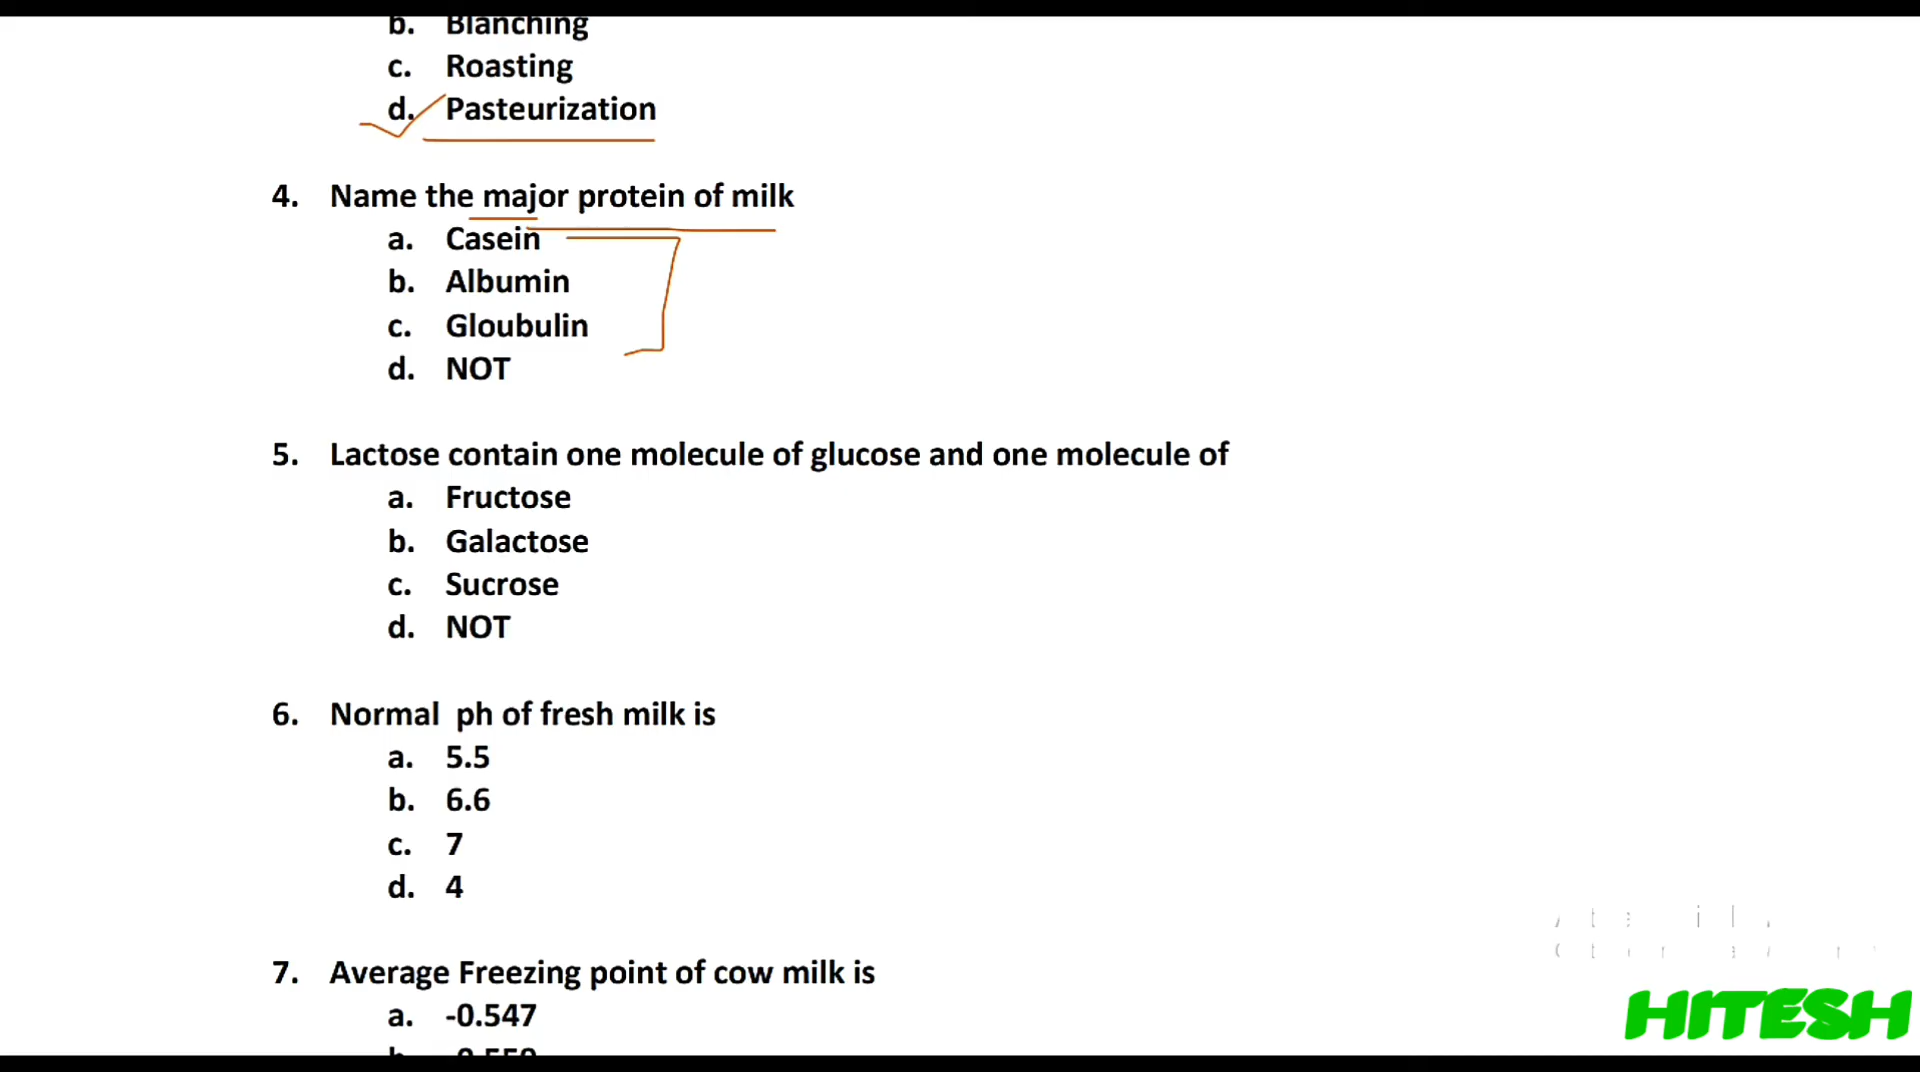 b. Blanching
c. Roasting
d. Pasteurization
4. Name the major protein of milk
a. Casein
b. Albumin
c. Gloubulin
d. NOT
5. Lactose contain one molecule of glucose and one molecule of
a. Fructose
b. Galactose
c. Sucrose
d. NOT
6. Normal ph of fresh milk is
a. 5.5
b. 6.6
c. 7
d. 4
7. Average Freezing point of cow milk is
a. -0.547
HITESH